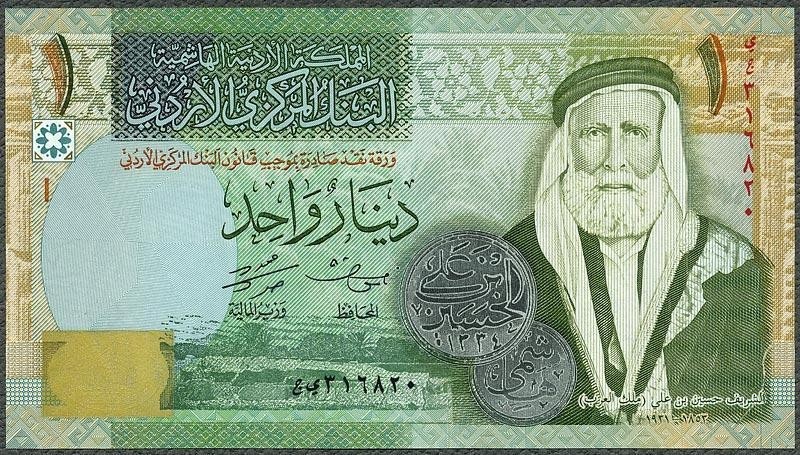 ١
١
المملكة الأردنية الهاشمية
البنك المركزي الأردني
ورقة نقد صادرة بموجب قانون البنك المركزي الأردني
دينار واحد
المحافظ
وزير المالية
الحسين بن علي
١٣٣٤
هاشمي
٣١٦٨٢٠
٣١٦٨٢٠
الشريف حسين بن علي (ملك العرب)
١٨٥٣ - ١٩٣١